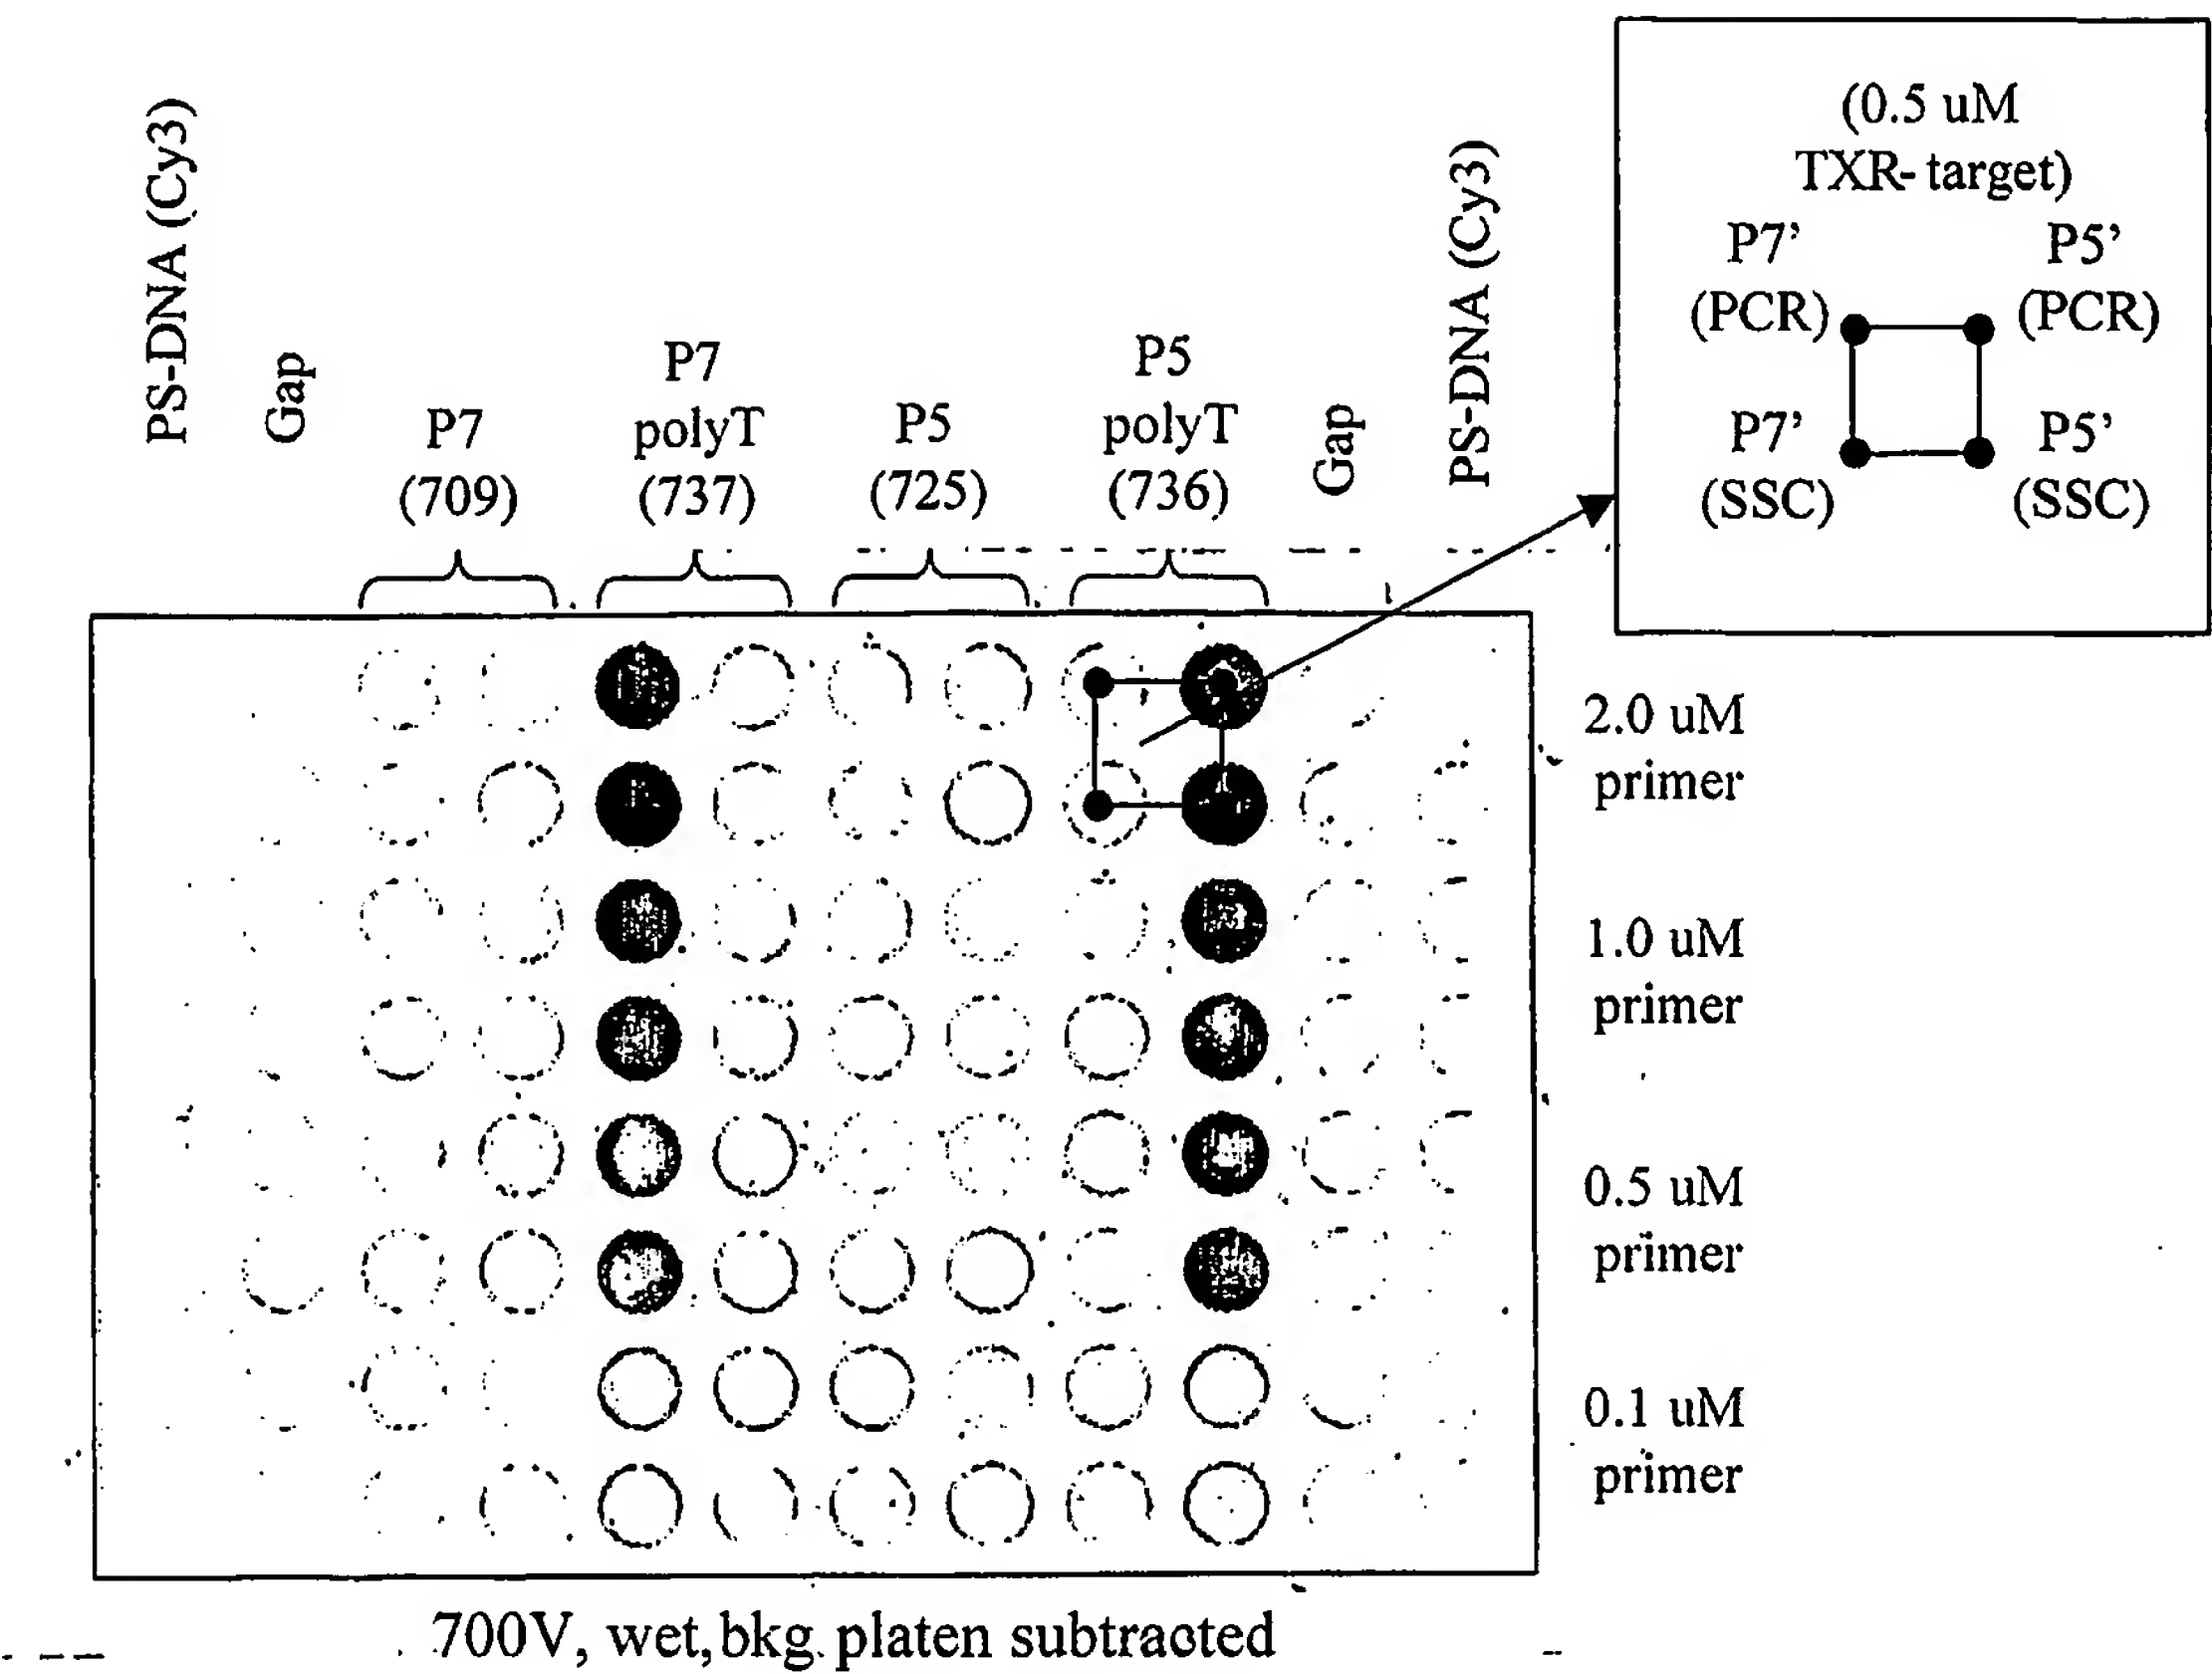 PS-DNA (Cy3)
Gap
P7
(709)
P7
polyT
(737)
P5
(725)
P5
polyT
(736)
Gap
PS-DNA (Cy3)
(0.5 uM
TXR- target)
P7’
(PCR)
P5’
(PCR)
P7’
(SSC)
P5’
(SSC)
2.0 uM
primer
1.0 uM
primer
0.5 uM
primer
0.1 uM
primer
700V, wet, bkg platen subtracted